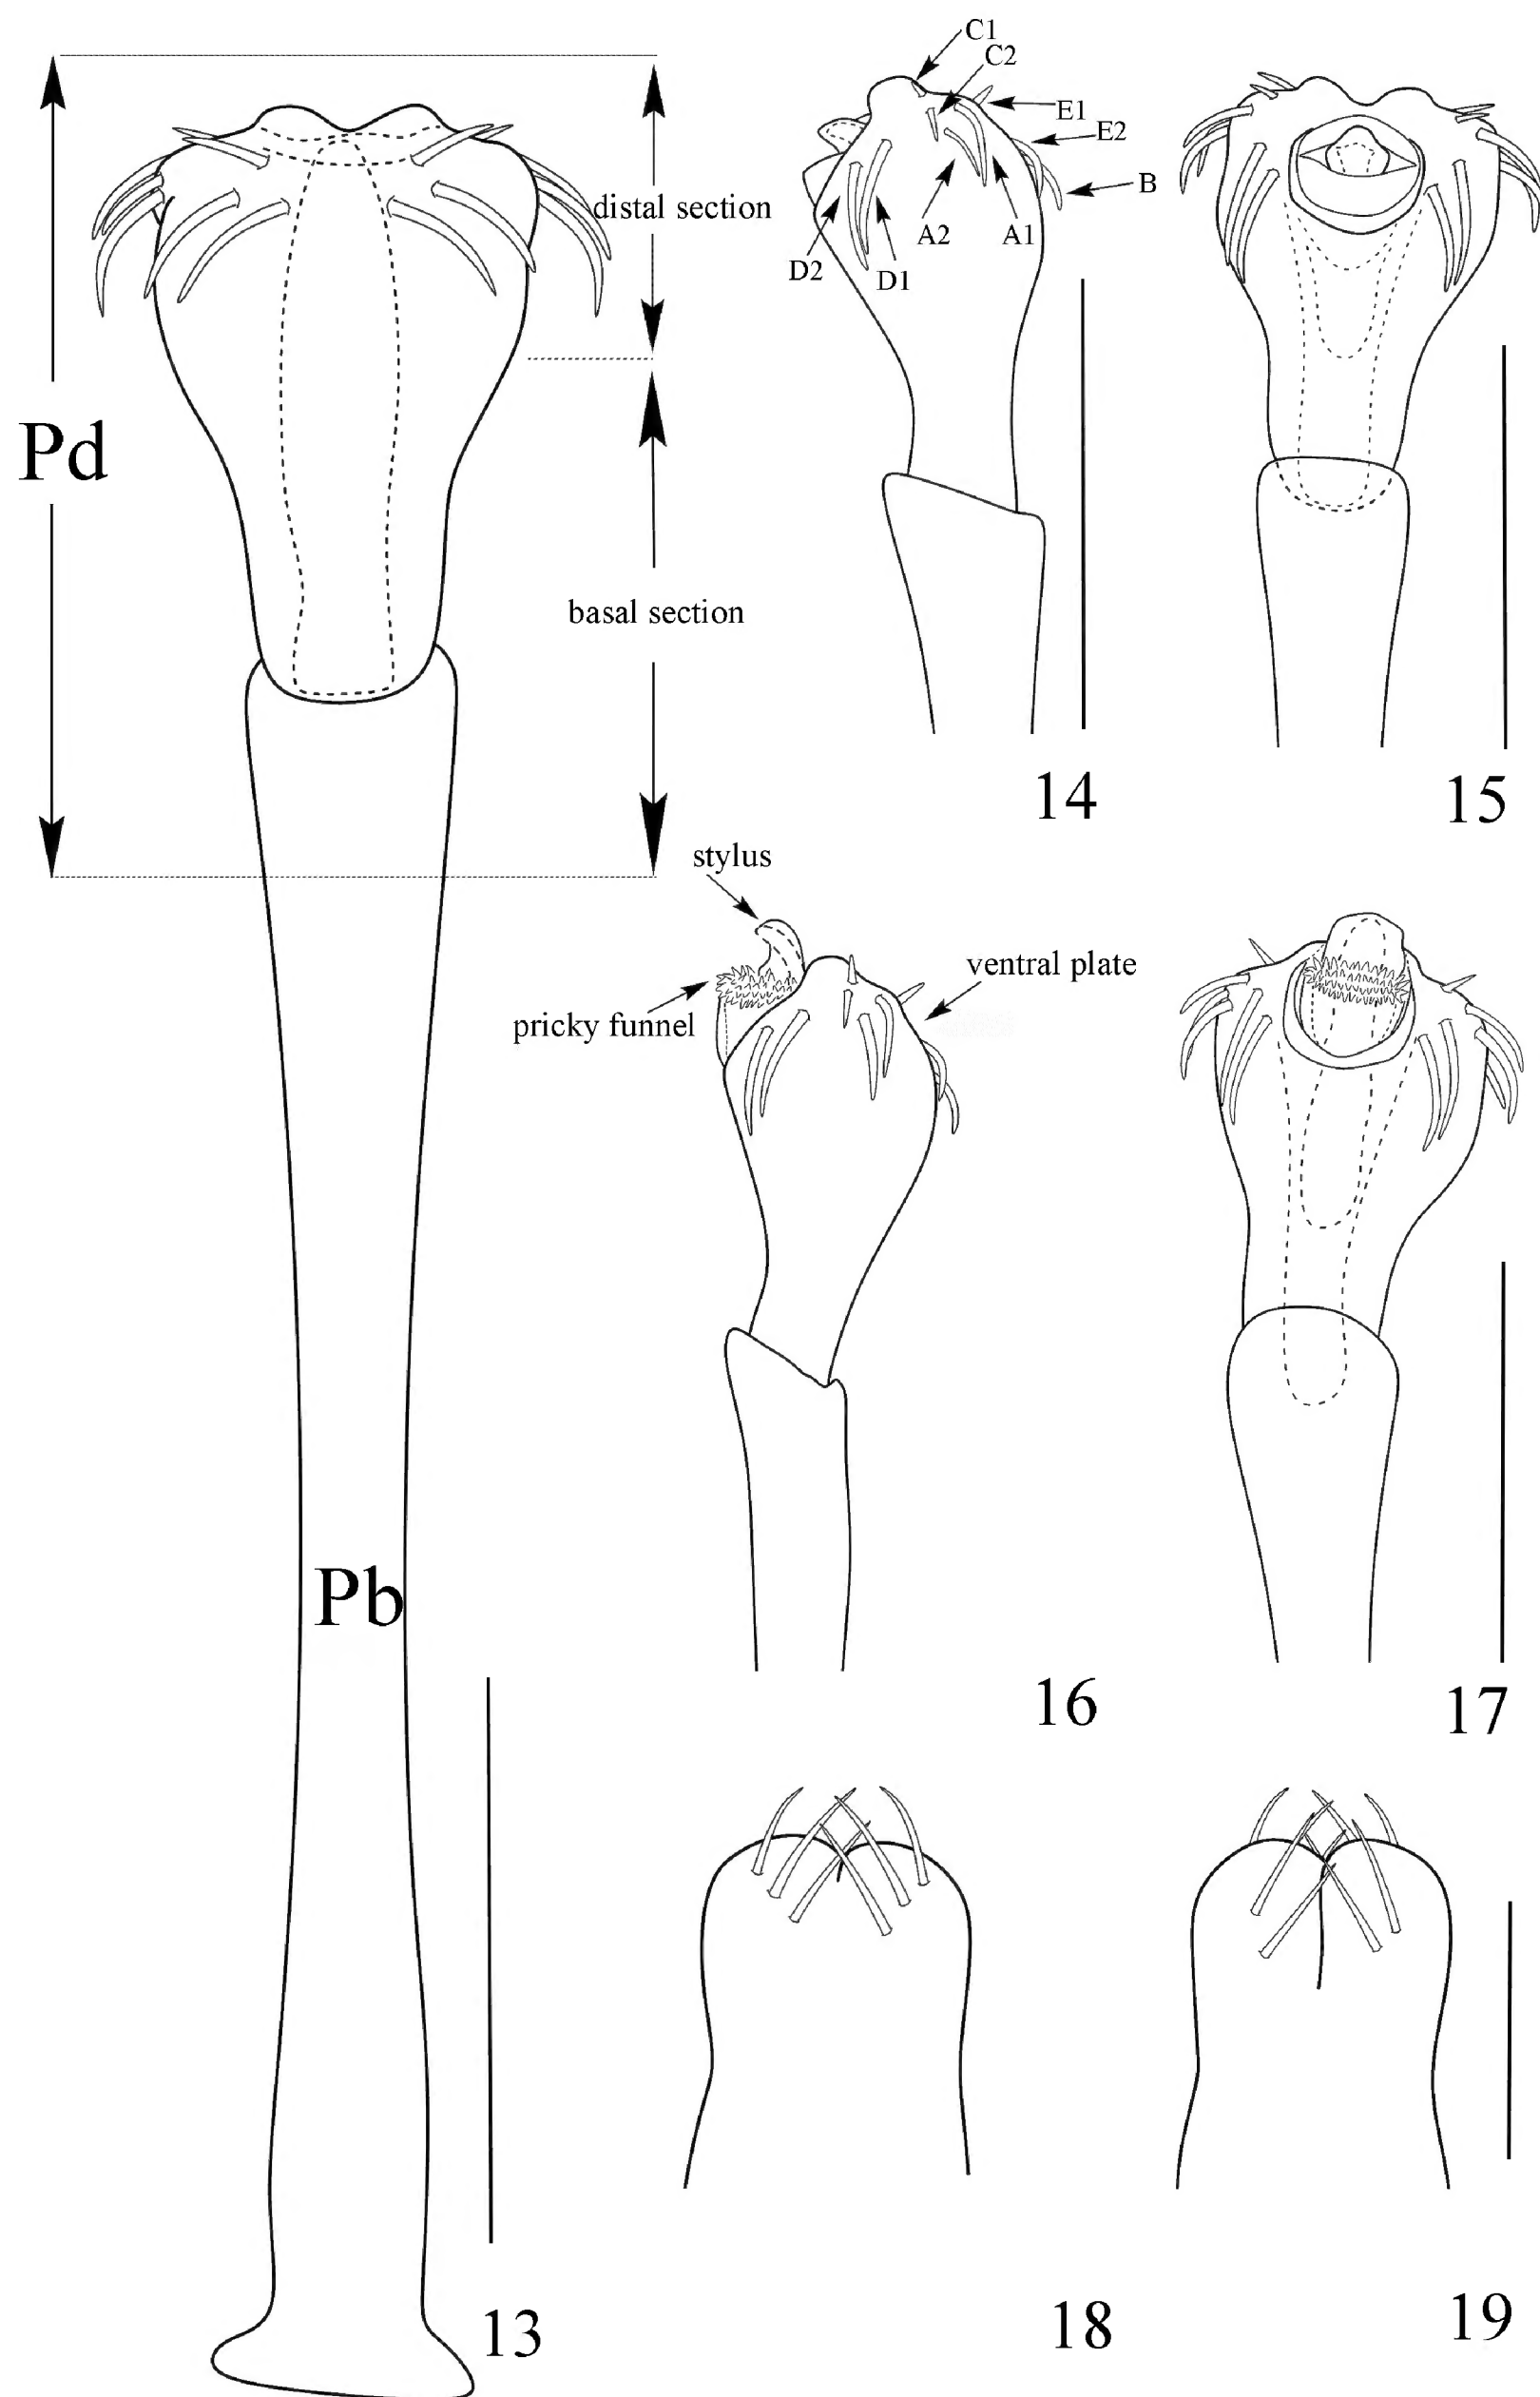 C1
C2
E1
E2
B
A2
A1
D2
D1
distal section
Pd
basal section
14
15
stylus
ventral plate
pricky funnel
Pb
16
17
13
18
19